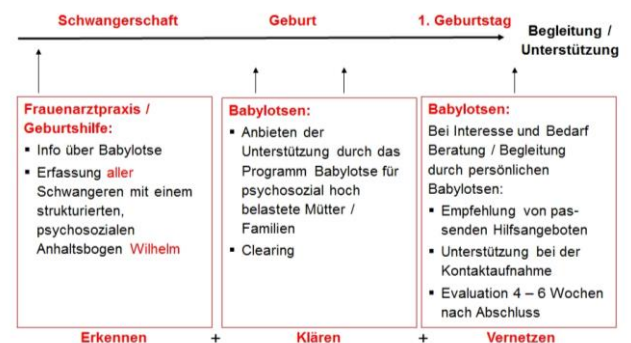 Schwangerschaft
Geburt
1. Geburtstag
Begleitung /
Unterstützung
Frauenarztpraxis /
Geburtshilfe:
▪ Info über Babylotse
▪ Erfassung aller
Schwangeren mit einem
strukturierten,
psychosozialen
Anhaltsbogen Wilhelm
Babylotsen:
▪ Anbieten der
Unterstützung durch das
Programm Babylotse für
psychosozial hoch
belastete Mütter /
Familien
▪ Clearing
Babylotsen:
Bei Interesse und Bedarf
Beratung / Begleitung
durch persönlichen
Babylotsen:
▪ Empfehlung von pas-
senden Hilfsangeboten
▪ Unterstützung bei der
Kontaktaufnahme
▪ Evaluation 4 – 6 Wochen
nach Abschluss
Erkennen + Klären + Vernetzen